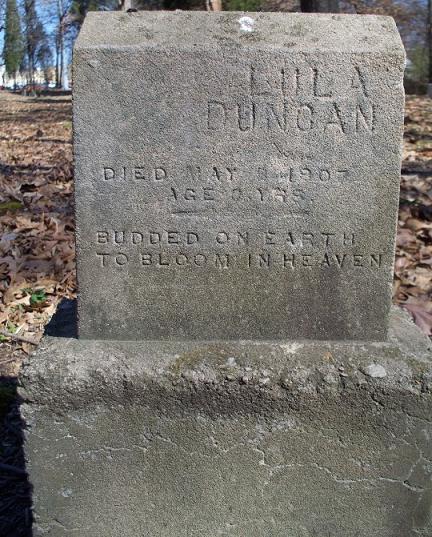 LULA
DUNCAN
DIED MAY 1907
AGE YRS.
BUDDED ON EARTH
TO BLOOM IN HEAVEN